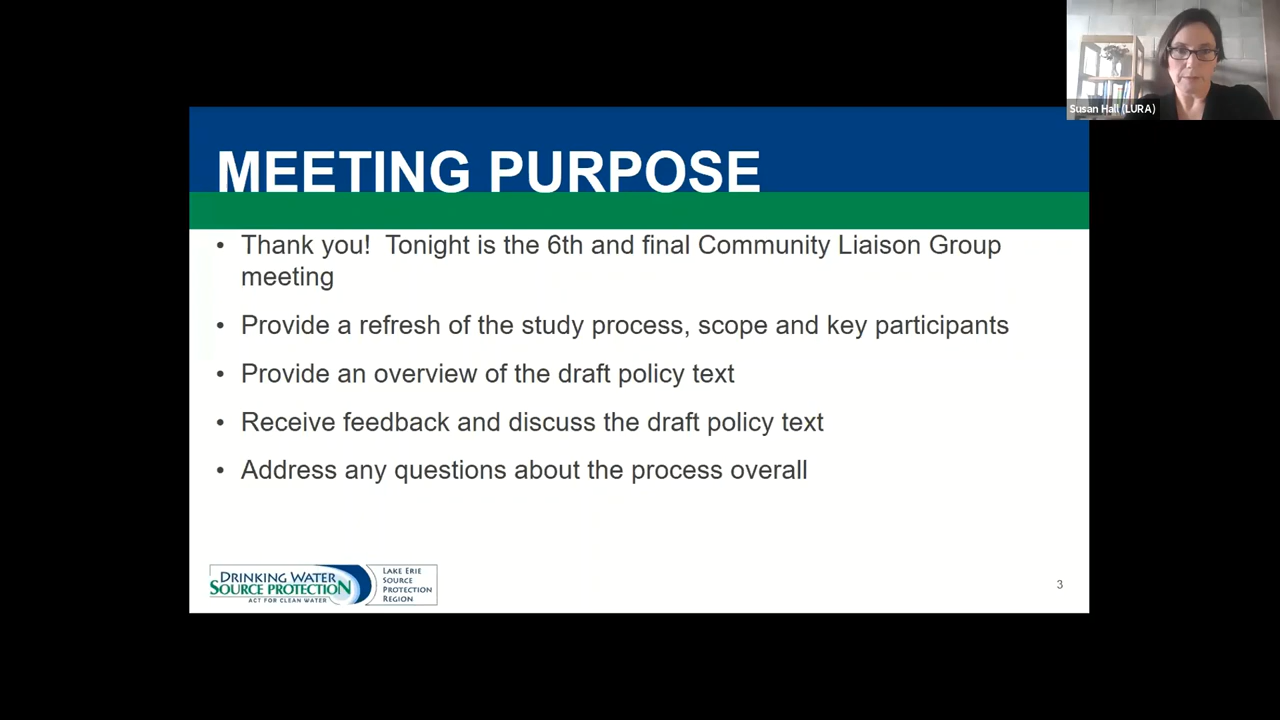 Susan Hall (LURA)
MEETING PURPOSE
• Thank you! Tonight is the 6th and final Community Liaison Group
meeting
• Provide a refresh of the study process, scope and key participants
• Provide an overview of the draft policy text
• Receive feedback and discuss the draft policy text
• Address any questions about the process overall
DRINKING WATER
SOURCE PROTECTION
ACT FOR CLEAN WATER
LAKE ERIE
SOURCE
PROTECTION
REGION
3